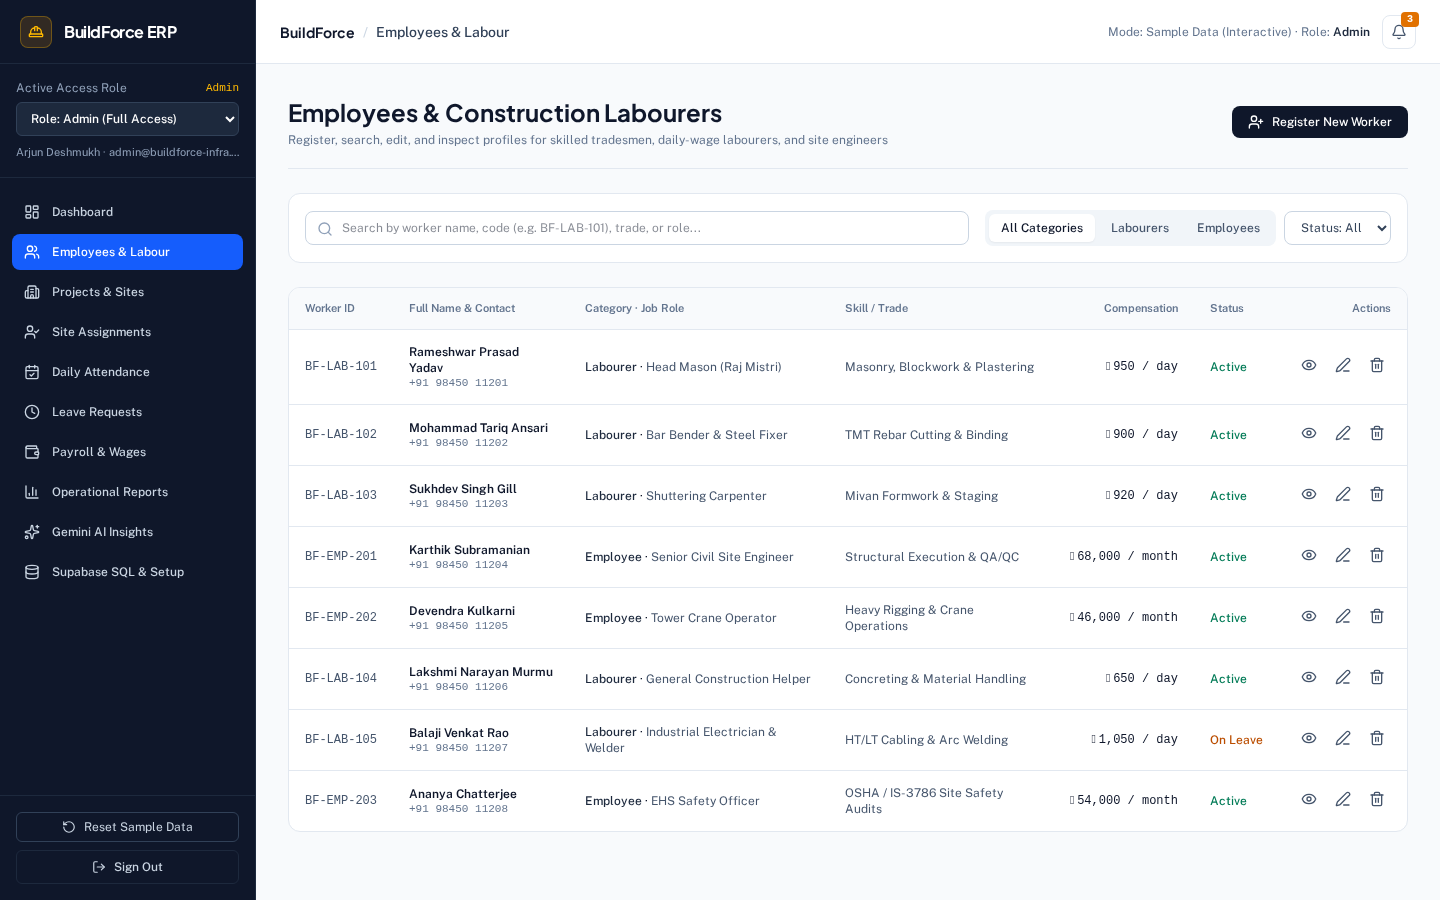 BuildForce ERP
Active Access Role
Admin
Role: Admin (Full Access)
Arjun Deshmukh · admin@buildforce-infra....
Dashboard
Employees & Labour
Projects & Sites
Site Assignments
Daily Attendance
Leave Requests
Payroll & Wages
Operational Reports
Gemini AI Insights
Supabase SQL & Setup
Reset Sample Data
Sign Out
BuildForce / Employees & Labour
Mode: Sample Data (Interactive) · Role: Admin
3
Employees & Construction Labourers
Register, search, edit, and inspect profiles for skilled tradesmen, daily-wage labourers, and site engineers
Register New Worker
Search by worker name, code (e.g. BF-LAB-101), trade, or role...
All Categories
Labourers
Employees
Status: All
Worker ID
Full Name & Contact
Category · Job Role
Skill / Trade
Compensation
Status
Actions
BF-LAB-101
Rameshwar Prasad
Yadav
+91 98450 11201
Labourer · Head Mason (Raj Mistri)
Masonry, Blockwork & Plastering
950 / day
Active
BF-LAB-102
Mohammad Tariq Ansari
+91 98450 11202
Labourer · Bar Bender & Steel Fixer
TMT Rebar Cutting & Binding
900 / day
Active
BF-LAB-103
Sukhdev Singh Gill
+91 98450 11203
Labourer · Shuttering Carpenter
Mivan Formwork & Staging
920 / day
Active
BF-EMP-201
Karthik Subramanian
+91 98450 11204
Employee · Senior Civil Site Engineer
Structural Execution & QA/QC
68,000 / month
Active
BF-EMP-202
Devendra Kulkarni
+91 98450 11205
Employee · Tower Crane Operator
Heavy Rigging & Crane
Operations
46,000 / month
Active
BF-LAB-104
Lakshmi Narayan Murmu
+91 98450 11206
Labourer · General Construction Helper
Concreting & Material Handling
650 / day
Active
BF-LAB-105
Balaji Venkat Rao
+91 98450 11207
Labourer · Industrial Electrician &
Welder
HT/LT Cabling & Arc Welding
1,050 / day
On Leave
BF-EMP-203
Ananya Chatterjee
+91 98450 11208
Employee · EHS Safety Officer
OSHA / IS-3786 Site Safety
Audits
54,000 / month
Active